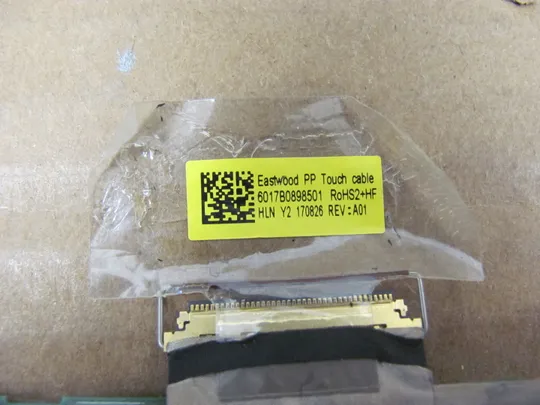 Eastwood PP Touch cable
6017B0898501 RoHS2+HF
HLN Y2 170826 REV:A01